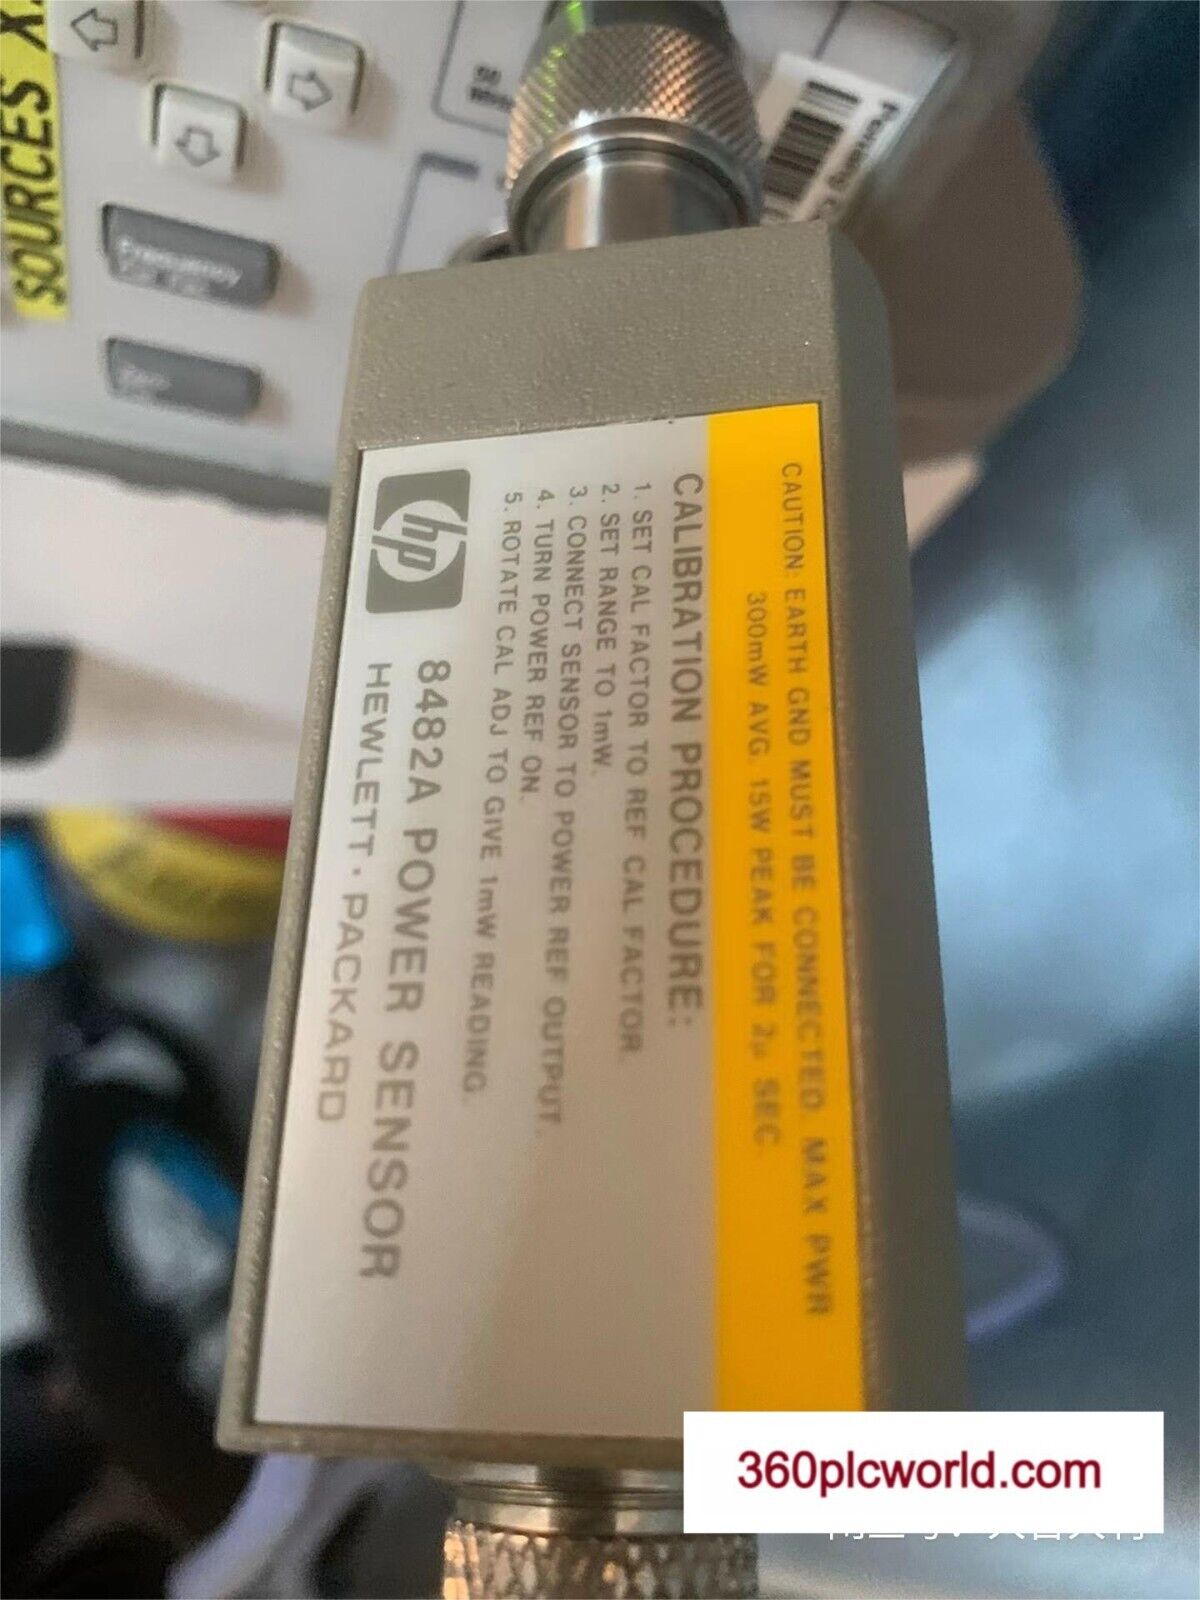 CAUTION: EARTH GND MUST BE CONNECTED. MAX PWR
300mW AVG. 15W PEAK FOR 2µ SEC.
CALIBRATION PROCEDURE:
1. SET CAL FACTOR TO REF CAL FACTOR.
2. SET RANGE TO 1mW.
3. CONNECT SENSOR TO POWER REF OUTPUT.
4. TURN POWER REF ON.
5. ROTATE CAL ADJ TO GIVE 1mW READING.
hp
8482A POWER SENSOR
HEWLETT · PACKARD
SOURCES
Frequency
360plcworld.com